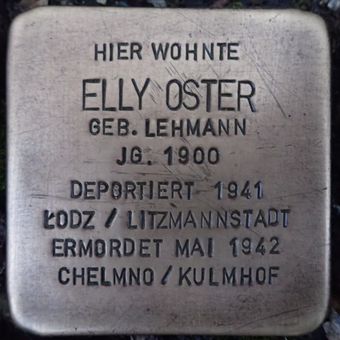 HIER WOHNTE
ELLY OSTER
GEB. LEHMANN
JG. 1900
DEPORTIERT 1941
ŁODZ / LITZMANNSTADT
ERMORDET MAI 1942
CHELMNO / KULMHOF